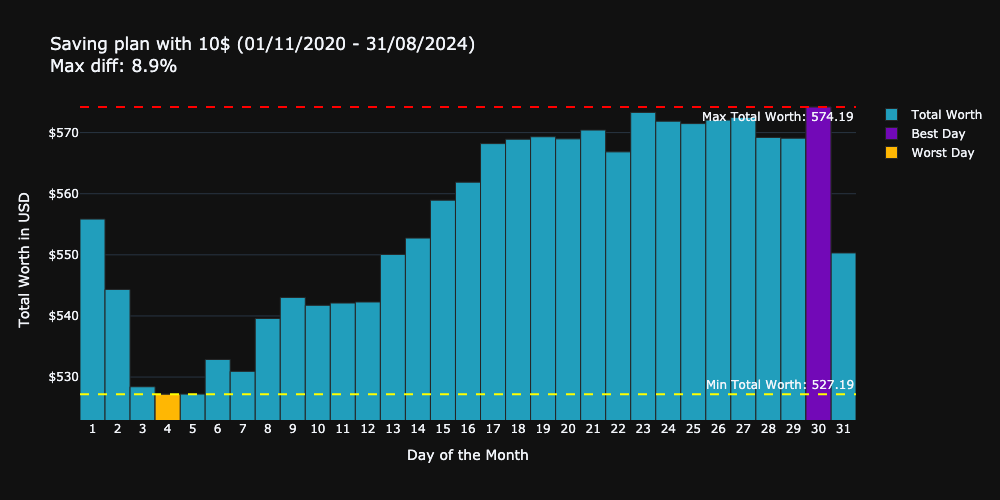 Saving plan with 10$ (01/11/2020 - 31/08/2024)
Max diff: 8.9%
Max Total Worth: 574.19
Total Worth
Best Day
Worst Day
$570
$560
$550
$540
$530
Total Worth in USD
Min Total Worth: 527.19
1 2 3 4 5 6 7 8 9 10 11 12 13 14 15 16 17 18 19 20 21 22 23 24 25 26 27 28 29 30 31
Day of the Month